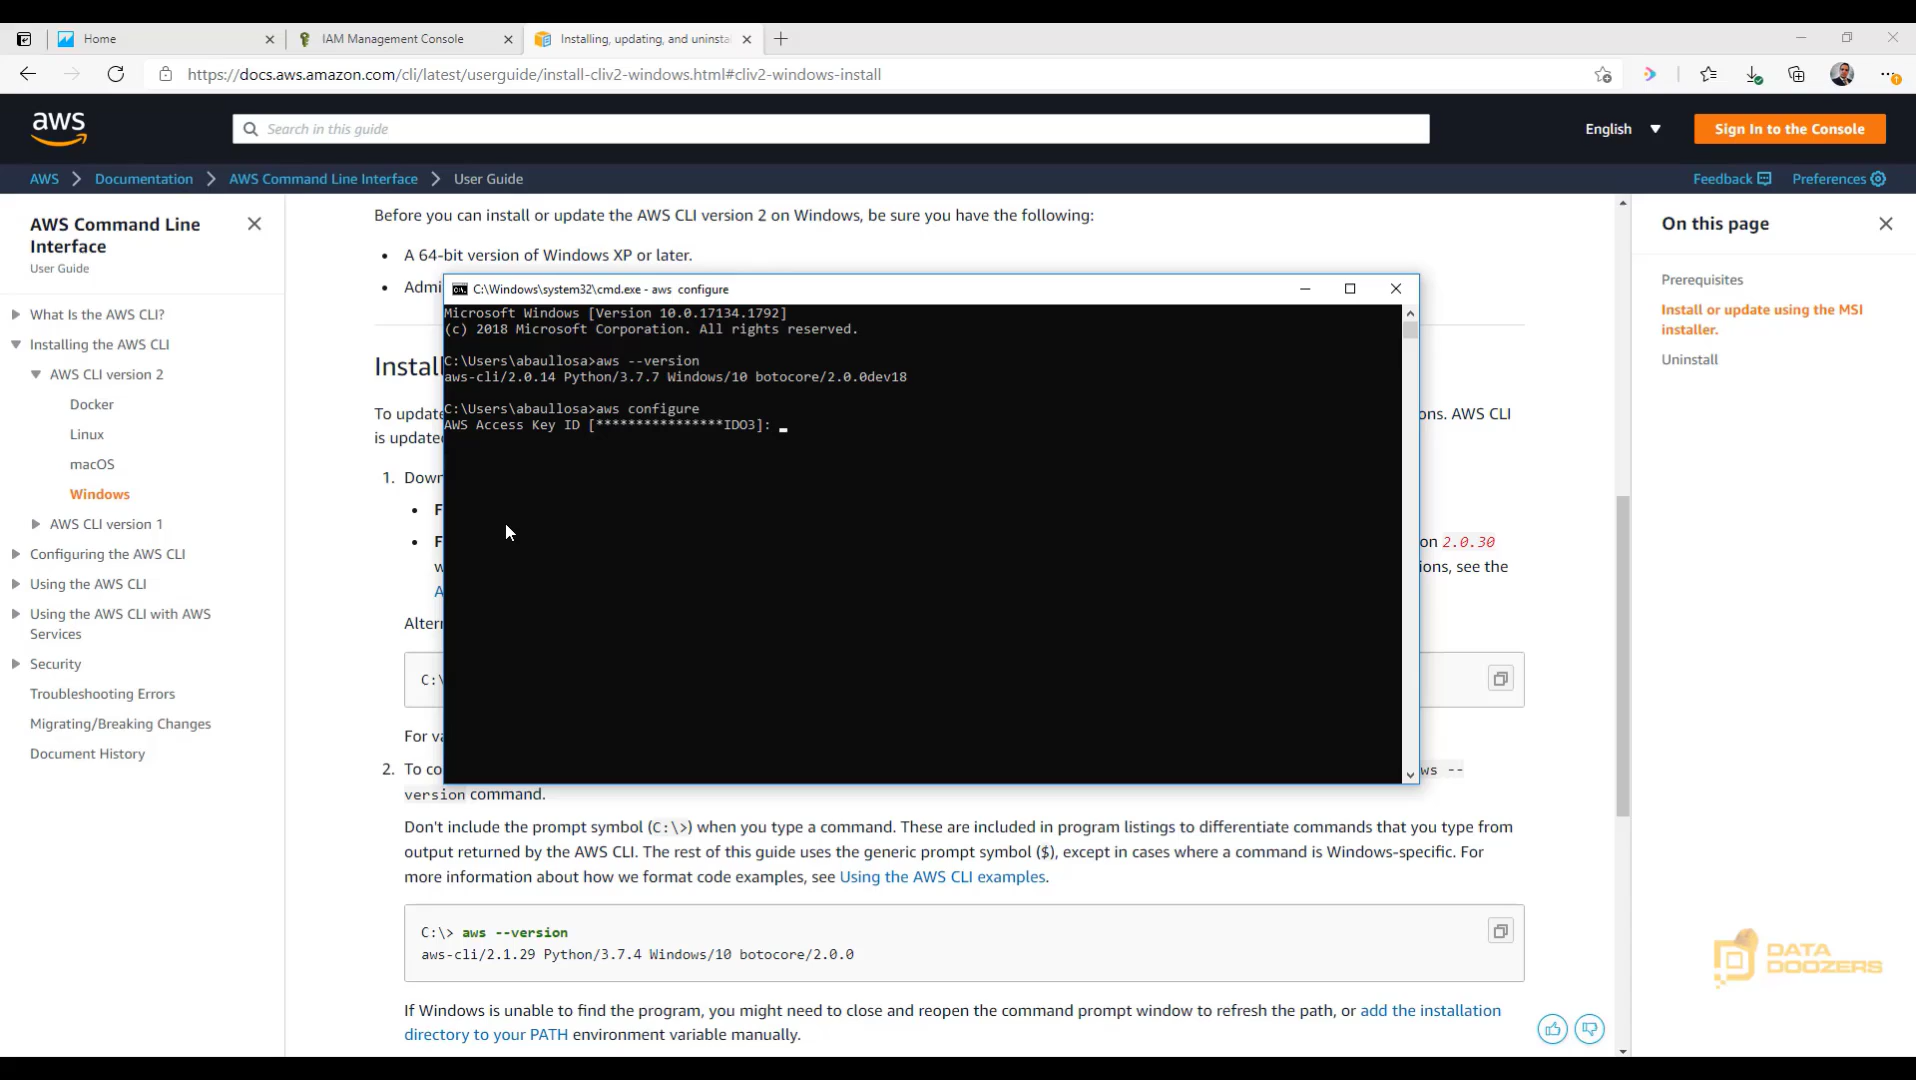 Home
IAM Management Console
Installing, updating, and uninsta
https://docs.aws.amazon.com/cli/latest/userguide/install-cliv2-windows.html#cliv2-windows-install
aws
Search in this guide
English
Sign In to the Console
AWS
Documentation
AWS Command Line Interface
User Guide
Feedback
Preferences
AWS Command Line
Interface
User Guide
What Is the AWS CLI?
Installing the AWS CLI
AWS CLI version 2
Docker
Linux
macOS
Windows
AWS CLI version 1
Configuring the AWS CLI
Using the AWS CLI
Using the AWS CLI with AWS
Services
Security
Troubleshooting Errors
Migrating/Breaking Changes
Document History
Before you can install or update the AWS CLI version 2 on Windows, be sure you have the following:
• A 64-bit version of Windows XP or later.
• Admi
Instal
To update
ons. AWS CLI
is update
1. Down
• F
• F
on 2.0.30
w
ions, see the
A
Alter
C:\
For va
2. To co
ws --
version command.
Don't include the prompt symbol (C:\>) when you type a command. These are included in program listings to differentiate commands that you type from
output returned by the AWS CLI. The rest of this guide uses the generic prompt symbol ($), except in cases where a command is Windows-specific. For
more information about how we format code examples, see Using the AWS CLI examples.
C:\> aws --version
aws-cli/2.1.29 Python/3.7.4 Windows/10 botocore/2.0.0
If Windows is unable to find the program, you might need to close and reopen the command prompt window to refresh the path, or add the installation
directory to your PATH environment variable manually.
C:\Windows\system32\cmd.exe - aws  configure
Microsoft Windows [Version 10.0.17134.1792]
(c) 2018 Microsoft Corporation. All rights reserved.
C:\Users\abaullosa>aws --version
aws-cli/2.0.14 Python/3.7.7 Windows/10 botocore/2.0.0dev18
C:\Users\abaullosa>aws configure
AWS Access Key ID [****************IDO3]: _
On this page
Prerequisites
Install or update using the MSI
installer.
Uninstall
DATA
DOOZERS